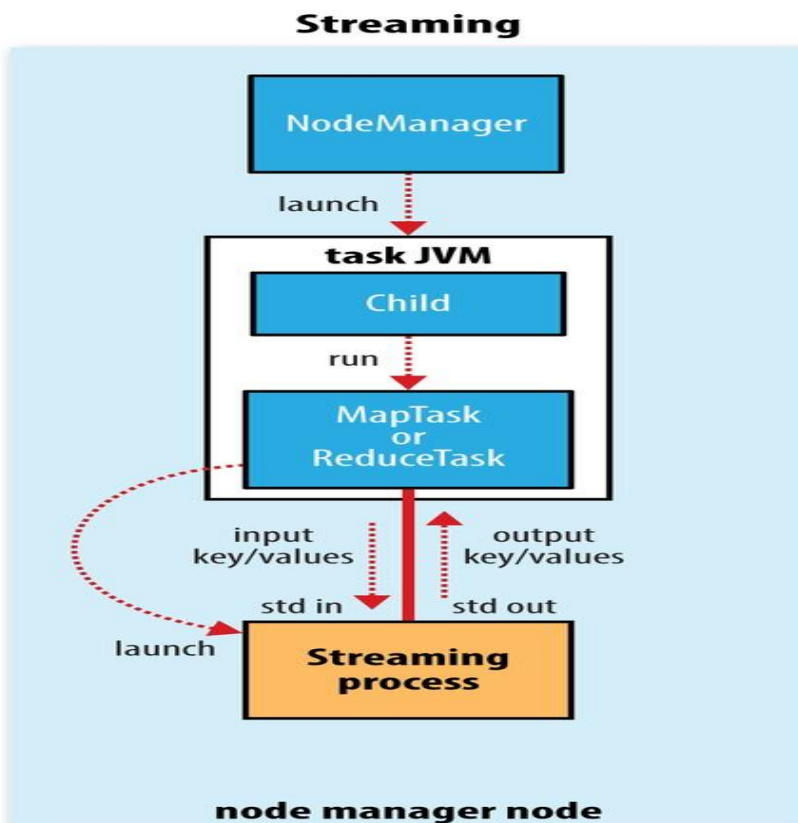 Streaming
NodeManager
launch
task JVM
Child
run
MapTask
or
ReduceTask
input
key/values
output
key/values
std in
std out
launch
Streaming
process
node manager node